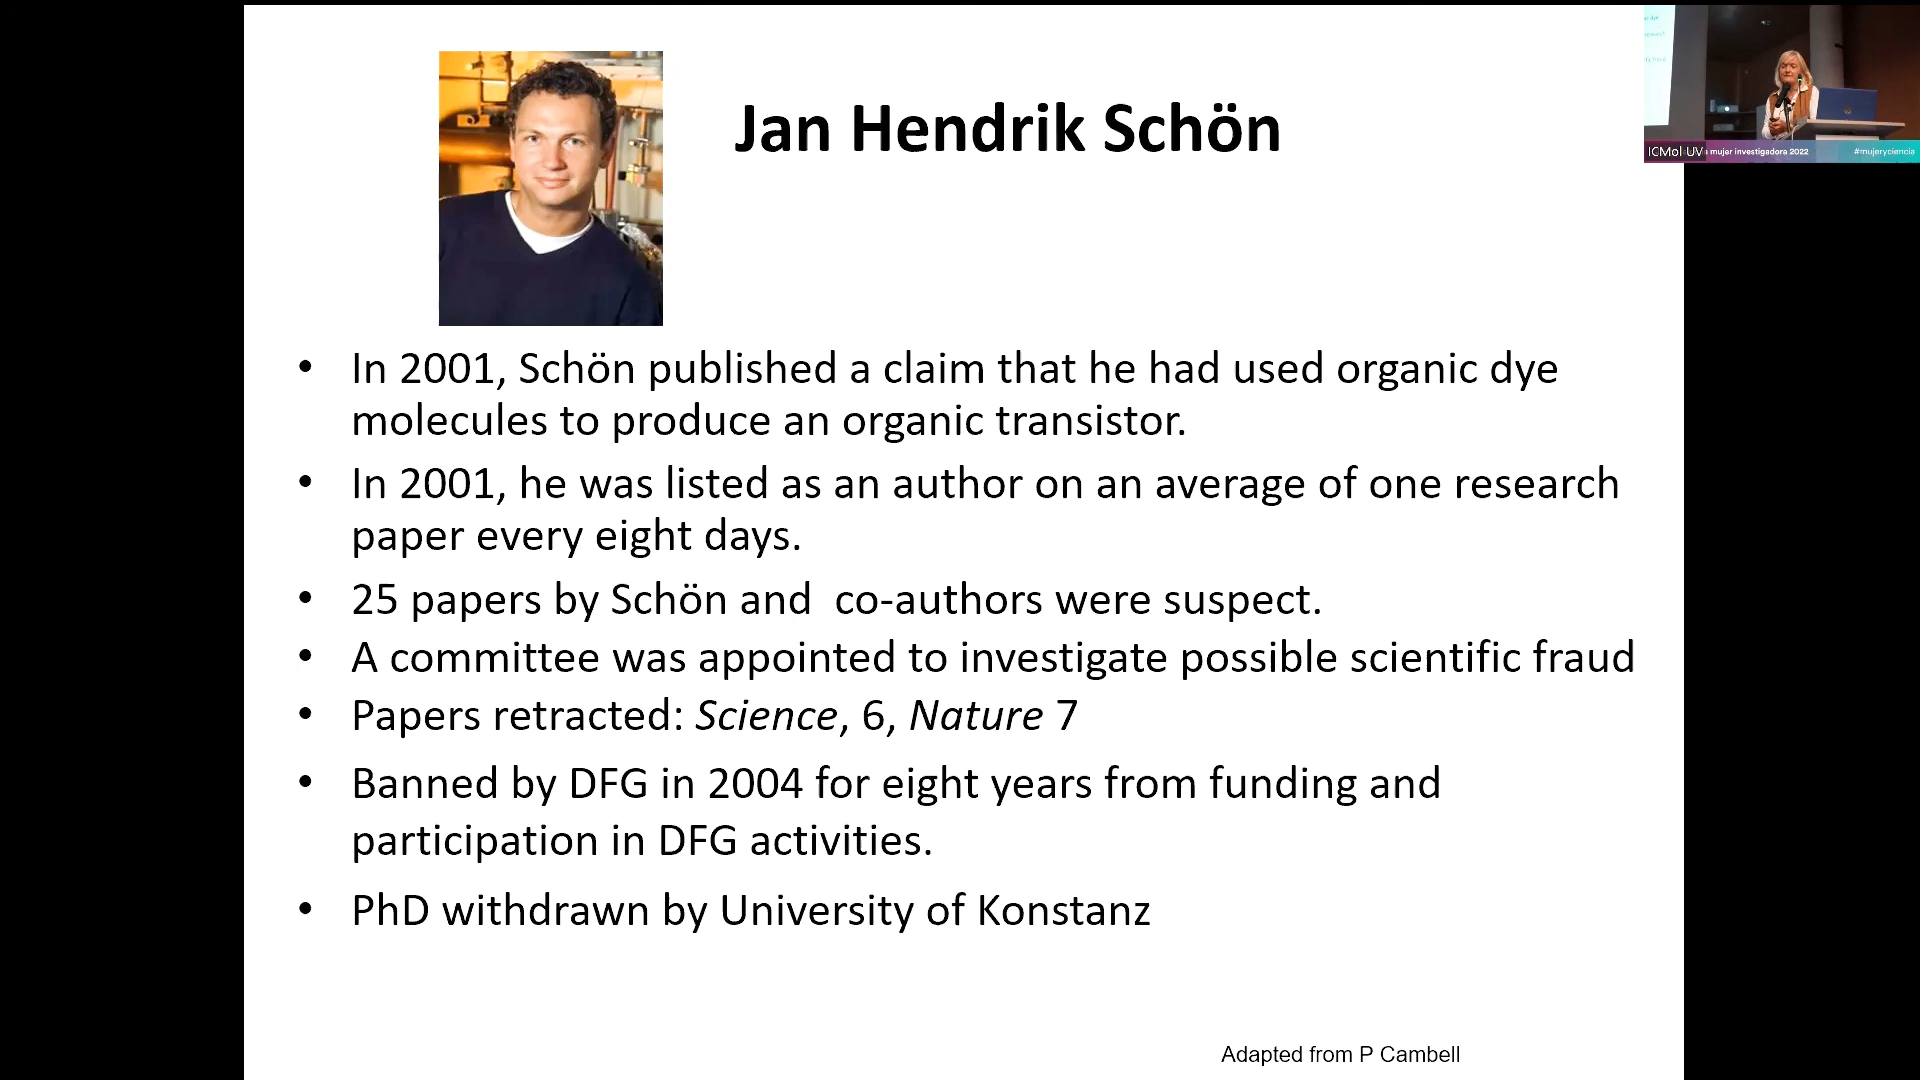 Jan Hendrik Schön
• In 2001, Schön published a claim that he had used organic dye
molecules to produce an organic transistor.
• In 2001, he was listed as an author on an average of one research
paper every eight days.
• 25 papers by Schön and  co-authors were suspect.
• A committee was appointed to investigate possible scientific fraud
• Papers retracted: Science, 6, Nature 7
• Banned by DFG in 2004 for eight years from funding and
participation in DFG activities.
• PhD withdrawn by University of Konstanz
Adapted from P Cambell
ICMol UV
mujer investigadora 2022
#mujeryciencia